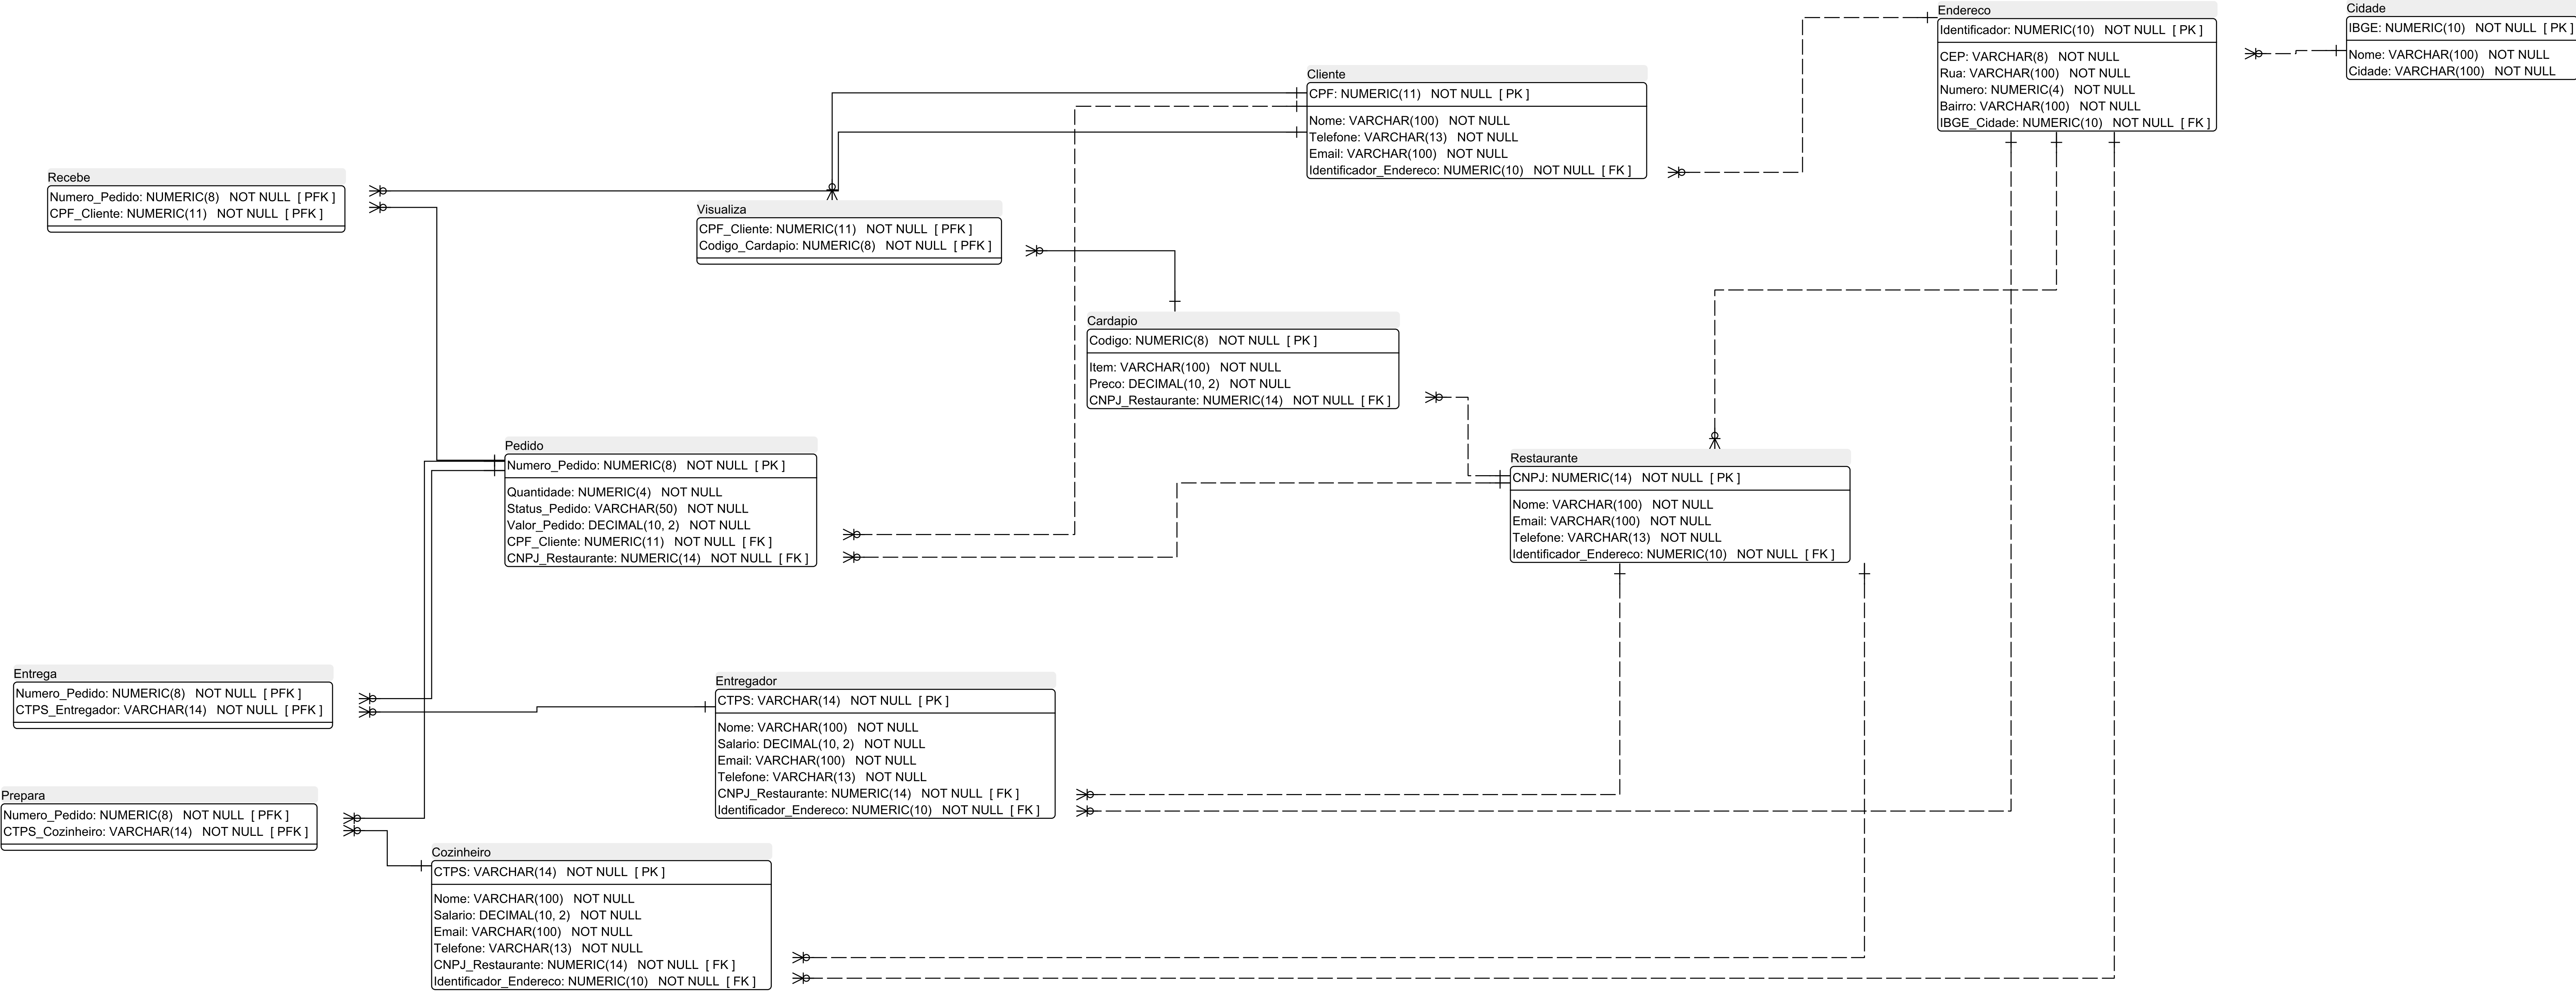 Endereco
Identificador: NUMERIC(10) NOT NULL [ PK ]
CEP: VARCHAR(8) NOT NULL
Rua: VARCHAR(100) NOT NULL
Numero: NUMERIC(4) NOT NULL
Bairro: VARCHAR(100) NOT NULL
IBGE_Cidade: NUMERIC(10) NOT NULL [ FK ]
Cidade
IBGE: NUMERIC(10) NOT NULL [ PK ]
Nome: VARCHAR(100) NOT NULL
Cidade: VARCHAR(100) NOT NULL
Cliente
CPF: NUMERIC(11) NOT NULL [ PK ]
Nome: VARCHAR(100) NOT NULL
Telefone: VARCHAR(13) NOT NULL
Email: VARCHAR(100) NOT NULL
Identificador_Endereco: NUMERIC(10) NOT NULL [ FK ]
Recebe
Numero_Pedido: NUMERIC(8) NOT NULL [ PFK ]
CPF_Cliente: NUMERIC(11) NOT NULL [ PFK ]
Visualiza
CPF_Cliente: NUMERIC(11) NOT NULL [ PFK ]
Codigo_Cardapio: NUMERIC(8) NOT NULL [ PFK ]
Cardapio
Codigo: NUMERIC(8) NOT NULL [ PK ]
Item: VARCHAR(100) NOT NULL
Preco: DECIMAL(10, 2) NOT NULL
CNPJ_Restaurante: NUMERIC(14) NOT NULL [ FK ]
Pedido
Numero_Pedido: NUMERIC(8) NOT NULL [ PK ]
Quantidade: NUMERIC(4) NOT NULL
Status_Pedido: VARCHAR(50) NOT NULL
Valor_Pedido: DECIMAL(10, 2) NOT NULL
CPF_Cliente: NUMERIC(11) NOT NULL [ FK ]
CNPJ_Restaurante: NUMERIC(14) NOT NULL [ FK ]
Restaurante
CNPJ: NUMERIC(14) NOT NULL [ PK ]
Nome: VARCHAR(100) NOT NULL
Email: VARCHAR(100) NOT NULL
Telefone: VARCHAR(13) NOT NULL
Identificador_Endereco: NUMERIC(10) NOT NULL [ FK ]
Entrega
Numero_Pedido: NUMERIC(8) NOT NULL [ PFK ]
CTPS_Entregador: VARCHAR(14) NOT NULL [ PFK ]
Entregador
CTPS: VARCHAR(14) NOT NULL [ PK ]
Nome: VARCHAR(100) NOT NULL
Salario: DECIMAL(10, 2) NOT NULL
Email: VARCHAR(100) NOT NULL
Telefone: VARCHAR(13) NOT NULL
CNPJ_Restaurante: NUMERIC(14) NOT NULL [ FK ]
Identificador_Endereco: NUMERIC(10) NOT NULL [ FK ]
Prepara
Numero_Pedido: NUMERIC(8) NOT NULL [ PFK ]
CTPS_Cozinheiro: VARCHAR(14) NOT NULL [ PFK ]
Cozinheiro
CTPS: VARCHAR(14) NOT NULL [ PK ]
Nome: VARCHAR(100) NOT NULL
Salario: DECIMAL(10, 2) NOT NULL
Email: VARCHAR(100) NOT NULL
Telefone: VARCHAR(13) NOT NULL
CNPJ_Restaurante: NUMERIC(14) NOT NULL [ FK ]
Identificador_Endereco: NUMERIC(10) NOT NULL [ FK ]